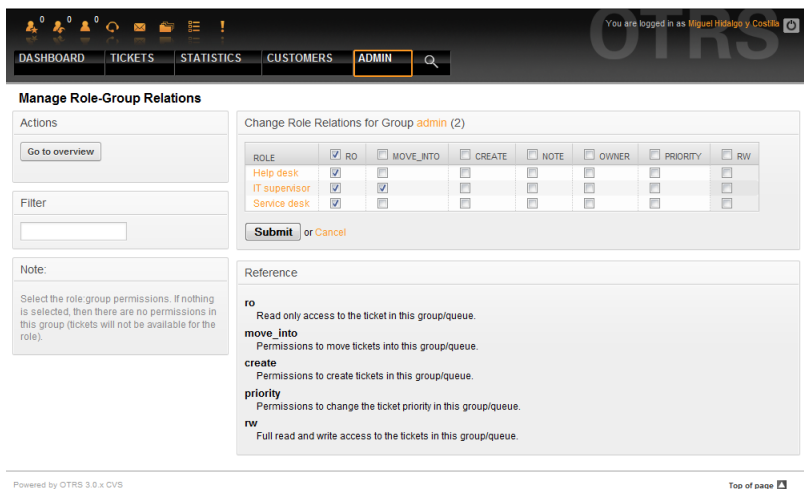 0 0 0
You are logged in as Miguel Hidalgo y Costilla
OTRS
DASHBOARD TICKETS STATISTICS CUSTOMERS ADMIN
Manage Role-Group Relations
Actions
Go to overview
Filter
Note:
Select the role:group permissions. If nothing
is selected, then there are no permissions in
this group (tickets will not be available for the
role).
Change Role Relations for Group admin (2)
ROLE RO MOVE_INTO CREATE NOTE OWNER PRIORITY RW
Help desk
IT supervisor
Service desk
Submit or Cancel
Reference
ro
Read only access to the ticket in this group/queue.
move_into
Permissions to move tickets into this group/queue.
create
Permissions to create tickets in this group/queue.
priority
Permissions to change the ticket priority in this group/queue.
rw
Full read and write access to the tickets in this group/queue.
Powered by OTRS 3.0.x CVS
Top of page